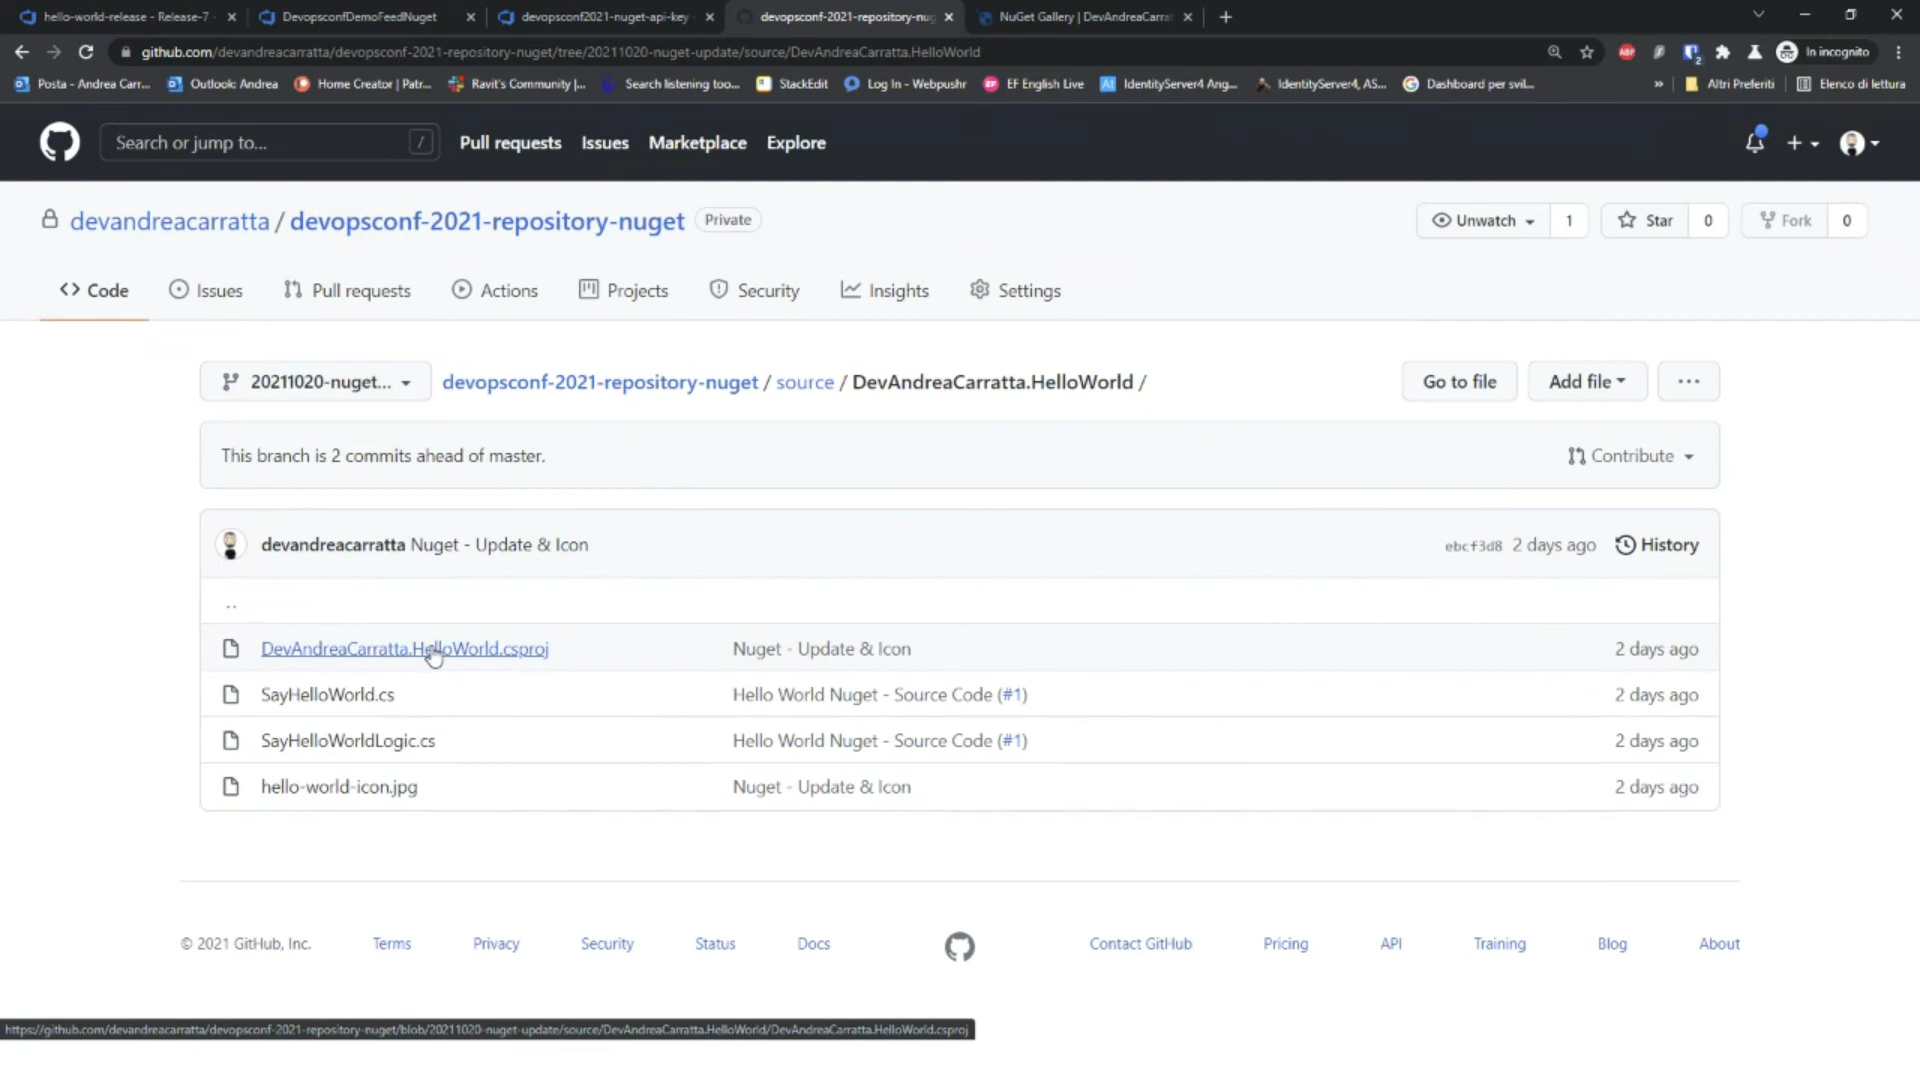 hello-world-release - Release-7
DevopsconfDemoFeedNuget
devopsconf2021-nuget-api-key
devopsconf-2021-repository-nug
NuGet Gallery | DevAndreaCarrat
github.com/devandreacarratta/devopsconf-2021-repository-nuget/tree/20211020-nuget-update/source/DevAndreaCarratta.HelloWorld
ABP
2
In incognito
Posta - Andrea Carr...
Outlook: Andrea
Home Creator | Patr...
Ravit's Community |...
Search listening too...
StackEdit
Log In - Webpushr
EF English Live
IdentityServer4 Ang...
IdentityServer4, AS...
Dashboard per svil...
»
Altri Preferiti
Elenco di lettura
Search or jump to...
/
Pull requests
Issues
Marketplace
Explore
devandreacarratta / devopsconf-2021-repository-nuget
Private
Unwatch
1
Star
0
Fork
0
Code
Issues
Pull requests
Actions
Projects
Security
Insights
Settings
20211020-nuget...
devopsconf-2021-repository-nuget / source / DevAndreaCarratta.HelloWorld /
Go to file
Add file
...
This branch is 2 commits ahead of master.
Contribute
devandreacarratta Nuget - Update & Icon
ebcf3d8 2 days ago
History
..
DevAndreaCarratta.HelloWorld.csproj
Nuget - Update & Icon
2 days ago
SayHelloWorld.cs
Hello World Nuget - Source Code (#1)
2 days ago
SayHelloWorldLogic.cs
Hello World Nuget - Source Code (#1)
2 days ago
hello-world-icon.jpg
Nuget - Update & Icon
2 days ago
© 2021 GitHub, Inc.
Terms
Privacy
Security
Status
Docs
Contact GitHub
Pricing
API
Training
Blog
About
https://github.com/devandreacarratta/devopsconf-2021-repository-nuget/blob/20211020-nuget-update/source/DevAndreaCarratta.HelloWorld/DevAndreaCarratta.HelloWorld.csproj